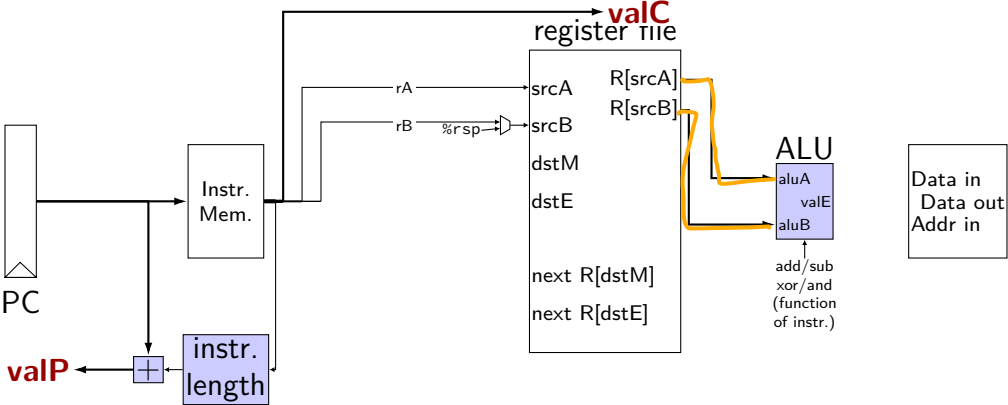 valC
register file
rA
srcA
R[srcA]
R[srcB]
rB
%rsp
srcB
dstM
dstE
next R[dstM]
next R[dstE]
ALU
aluA
valE
aluB
add/sub
xor/and
(function
of instr.)
Data in
Data out
Addr in
Instr.
Mem.
PC
instr.
length
+
valP